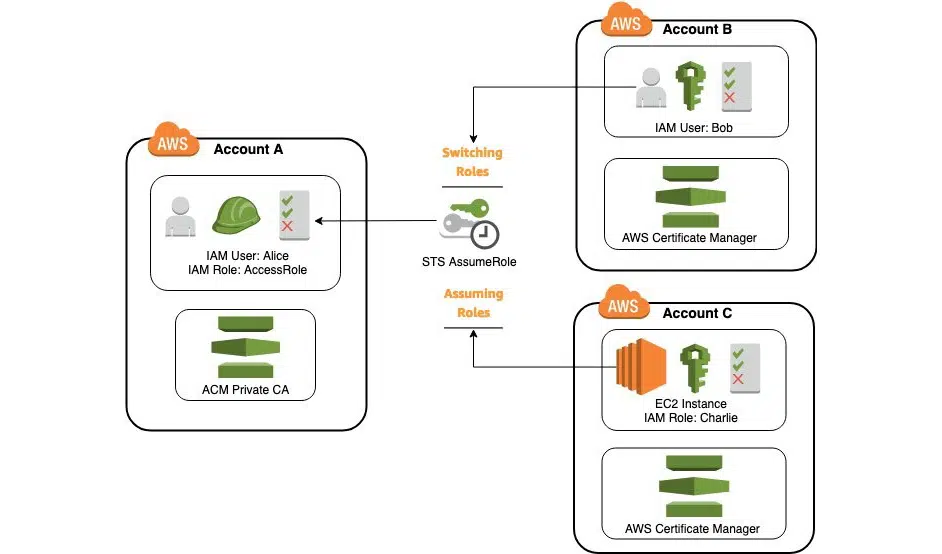 AWS
Account A
IAM User: Alice
IAM Role: AccessRole
ACM Private CA
Switching
Roles
STS AssumeRole
Assuming
Roles
AWS
Account B
IAM User: Bob
AWS Certificate Manager
AWS
Account C
EC2 Instance
IAM Role: Charlie
AWS Certificate Manager